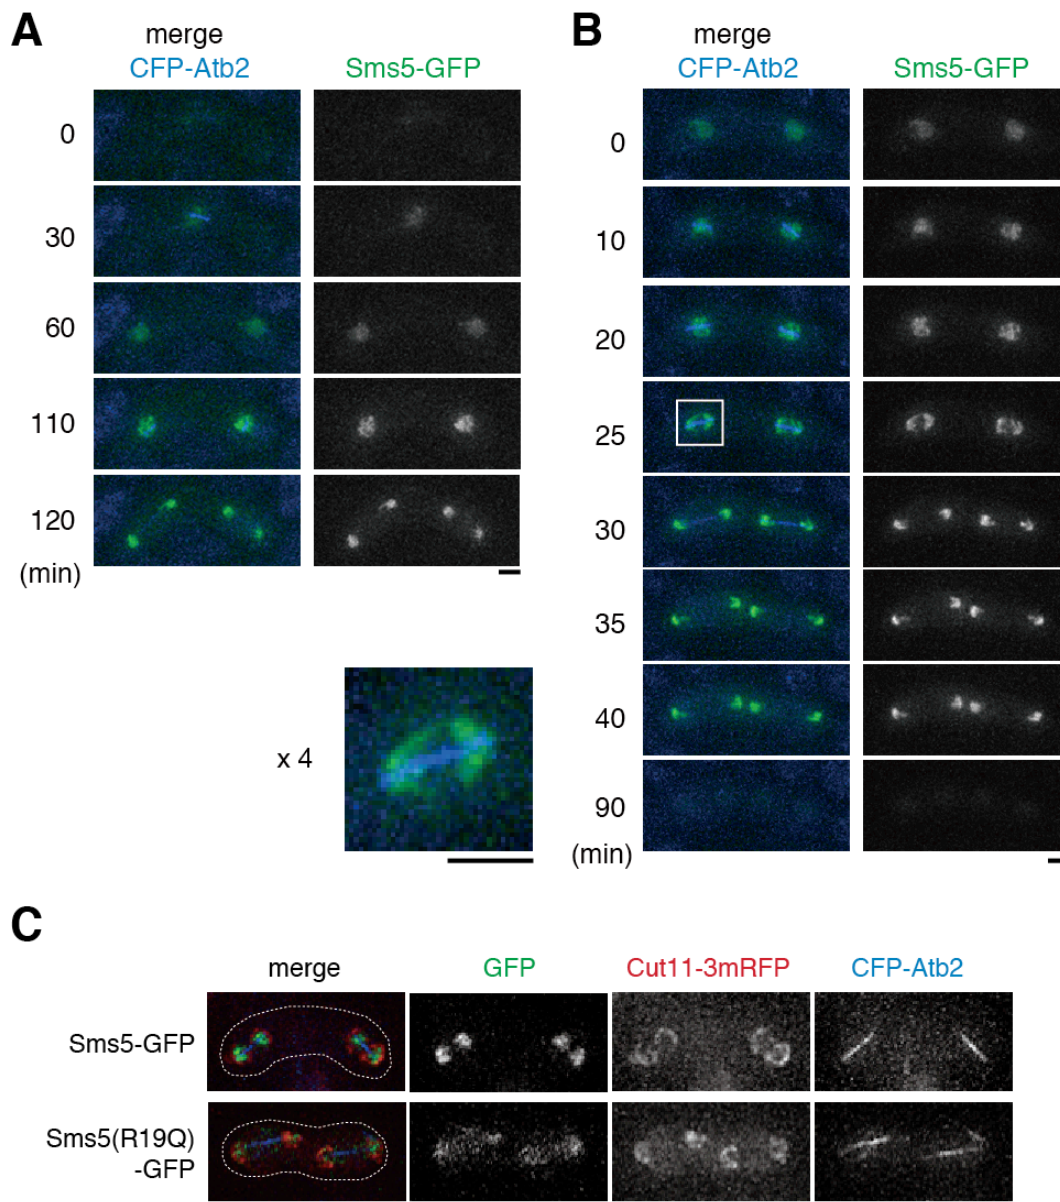 A
merge
CFP-Atb2
Sms5-GFP
0
30
60
110
120
(min)
x 4
B
merge
CFP-Atb2
Sms5-GFP
0
10
20
25
30
35
40
90
(min)
C
merge
GFP
Cut11-3mRFP
CFP-Atb2
Sms5-GFP
Sms5(R19Q)
-GFP